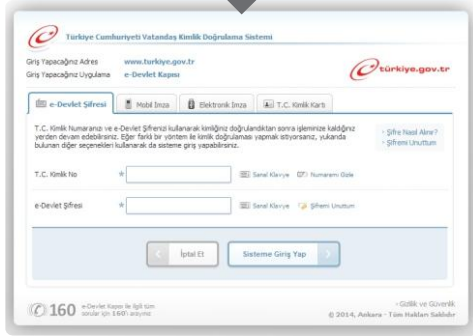 Türkiye Cumhuriyeti Vatandaş Kimlik Doğrulama Sistemi
Giriş Yapacağınız Adres www.turkiye.gov.tr
Giriş Yapacağınız Uygulama e-Devlet Kapısı
türkiye.gov.tr
e-Devlet Şifresi Mobil İmza Elektronik İmza T.C. Kimlik Kartı
T.C. Kimlik Numaranızı ve e-Devlet Şifrenizi kullanarak kimliğiniz doğrulandıktan sonra işleminize kaldığınız
yerden devam edebilirsiniz. Eğer farklı bir yöntem ile kimlik doğrulaması yapmak istiyorsanız, yukarıda
bulunan diğer seçenekleri kullanarak da sisteme giriş yapabilirsiniz.
Şifre Nasıl Alınır?
Şifremi Unuttum
T.C. Kimlik No * Sanal Klavye Numaramı Gizle
e-Devlet Şifresi * Sanal Klavye Şifremi Unuttum
İptal Et Sisteme Giriş Yap
160 e-Devlet Kapısı ile ilgili tüm
sorular için 160'ı arayınız
Gizlilik ve Güvenlik
© 2014, Ankara - Tüm Hakları Saklıdır